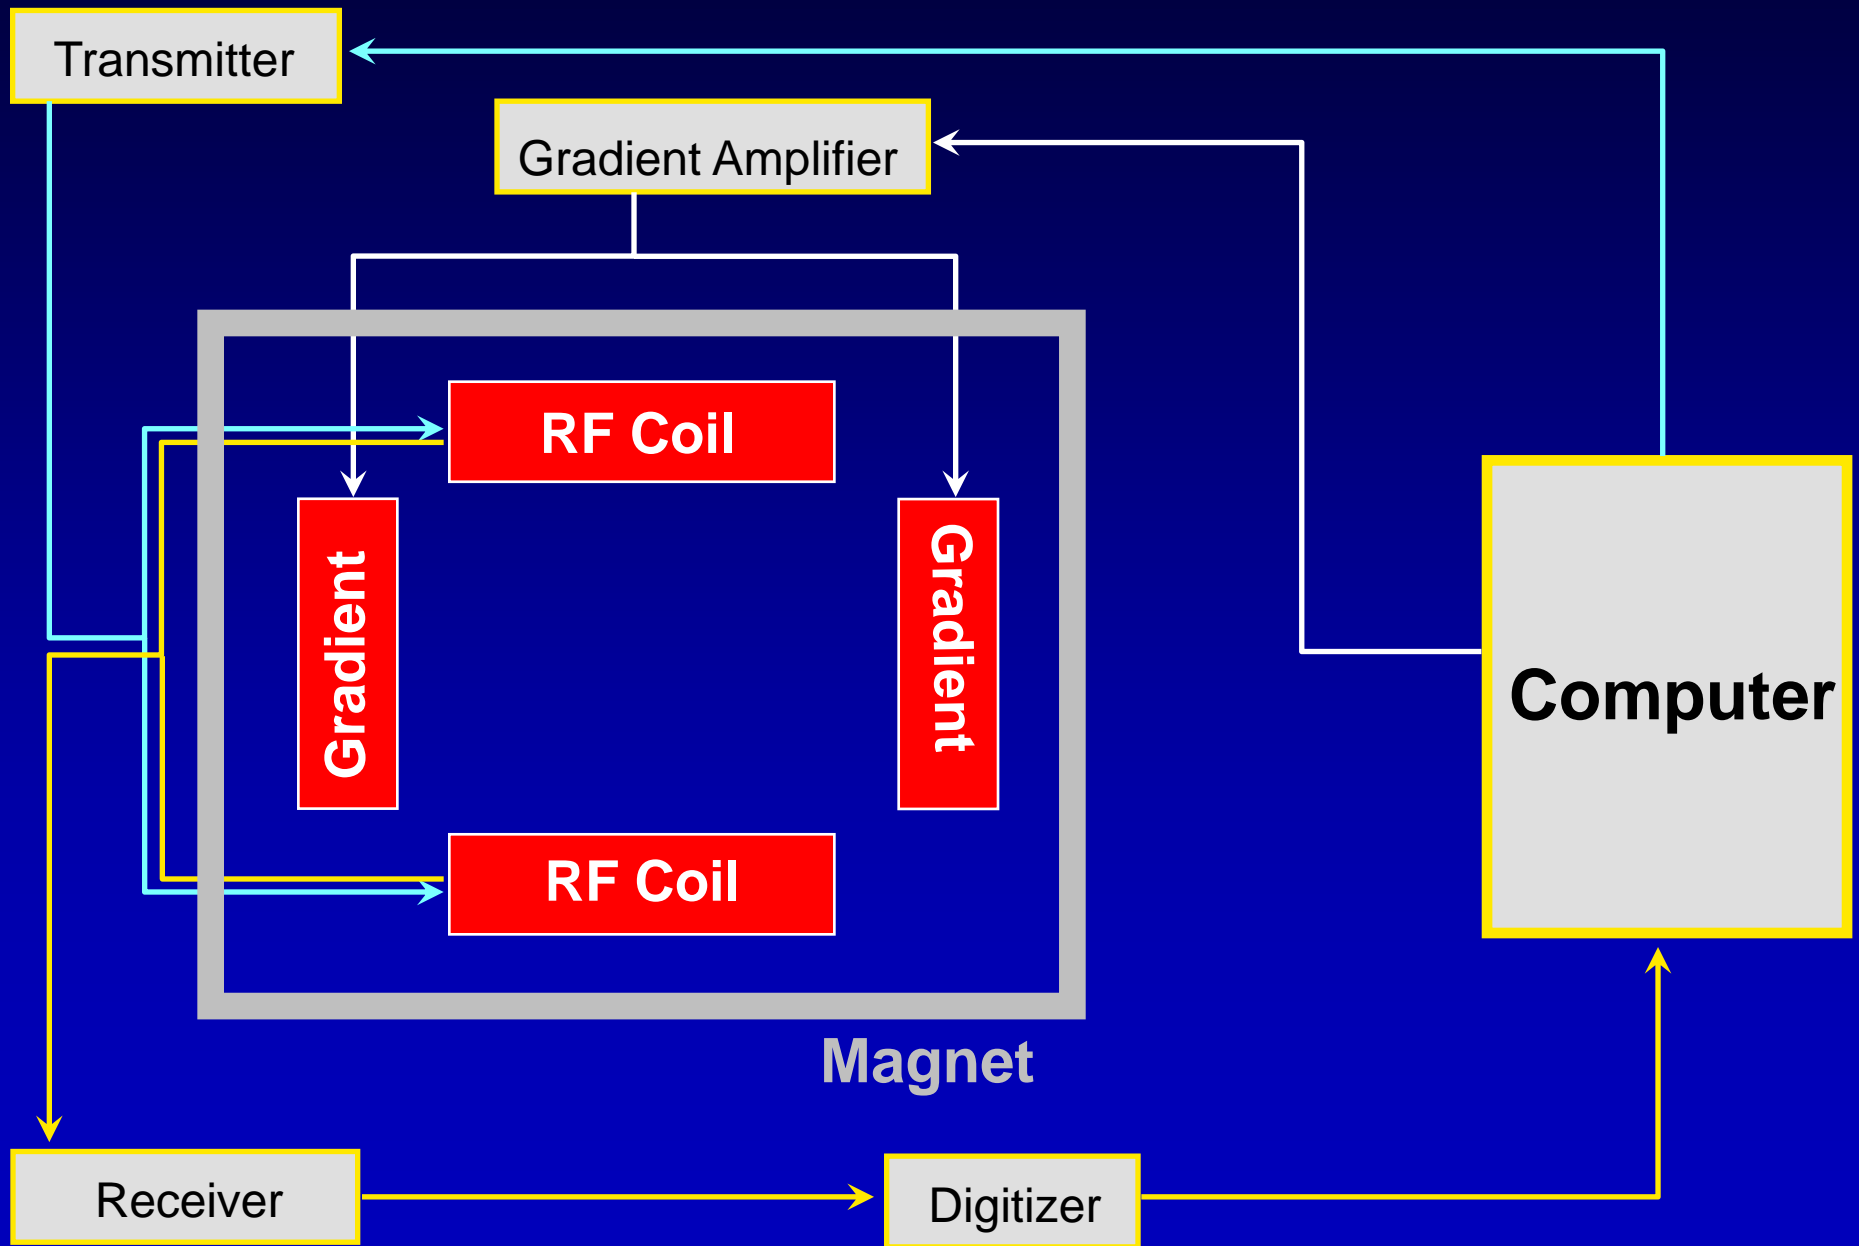 Transmitter
Gradient Amplifier
RF Coil
Gradient
Gradient
Computer
RF Coil
Magnet
Receiver
Digitizer